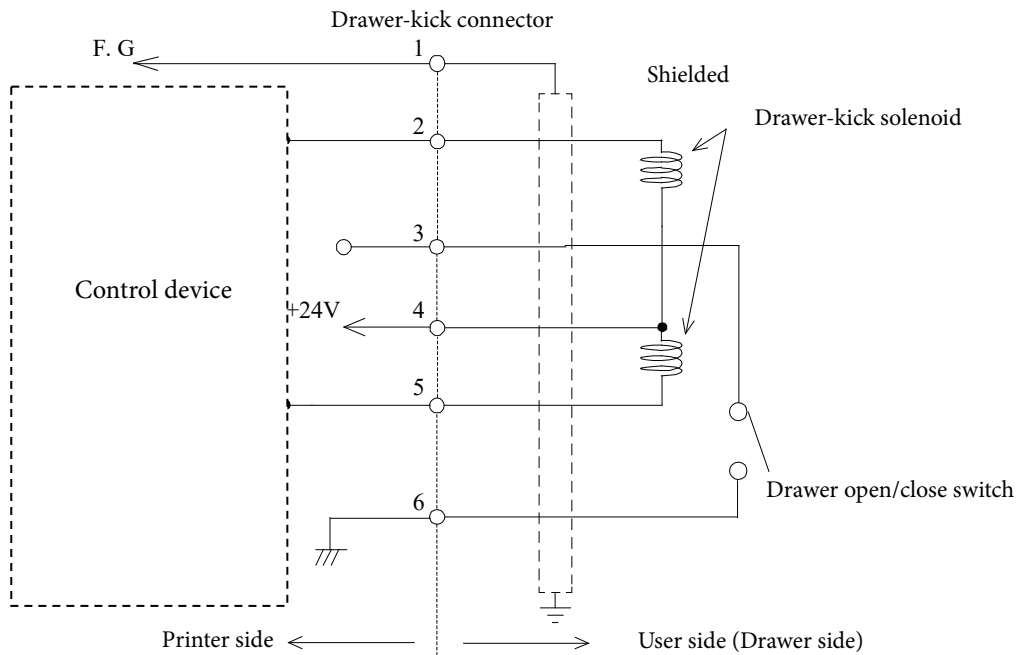 Drawer-kick connector
F. G
1
Shielded
2
Drawer-kick solenoid
3
Control device
+24V
4
5
Drawer open/close switch
6
Printer side
User side (Drawer side)